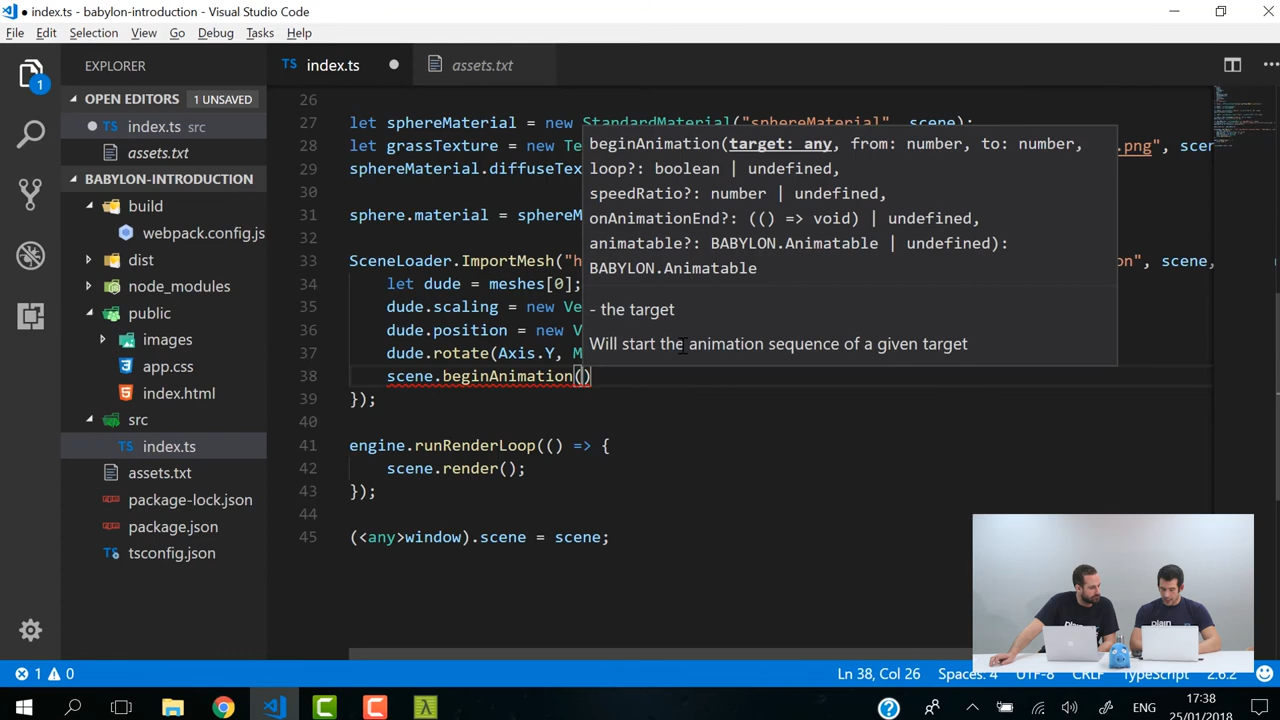 index.ts - babylon-introduction - Visual Studio Code
File Edit Selection View Go Debug Tasks Help
EXPLORER
1
OPEN EDITORS 1 UNSAVED
index.ts src
assets.txt
BABYLON-INTRODUCTION
build
webpack.config.js
dist
node_modules
public
images
app.css
index.html
src
TS index.ts
assets.txt
package-lock.json
package.json
tsconfig.json
TS index.ts assets.txt
26
27 let sphereMaterial = new StandardMaterial("sphereMaterial", scene);
28 let grassTexture = new Te .png", scen
29 sphereMaterial.diffuseTex
30
31 sphere.material = sphereM
32
33 SceneLoader.ImportMesh("h on", scene,
34 let dude = meshes[0];
35 dude.scaling = new Ve
36 dude.position = new V
37 dude.rotate(Axis.Y, M
38 scene.beginAnimation()
39 });
40
41 engine.runRenderLoop(() => {
42 scene.render();
43 });
44
45 (<any>window).scene = scene;
beginAnimation(target: any, from: number, to: number,
loop?: boolean | undefined,
speedRatio?: number | undefined,
onAnimationEnd?: (() => void) | undefined,
animatable?: BABYLON.Animatable | undefined):
BABYLON.Animatable
- the target
Will start the animation sequence of a given target
plain plain
1 0 Ln 38, Col 26 Spaces: 4 UTF-8 CRLF TypeScript 2.6.2
ENG
17:38
25/01/2018